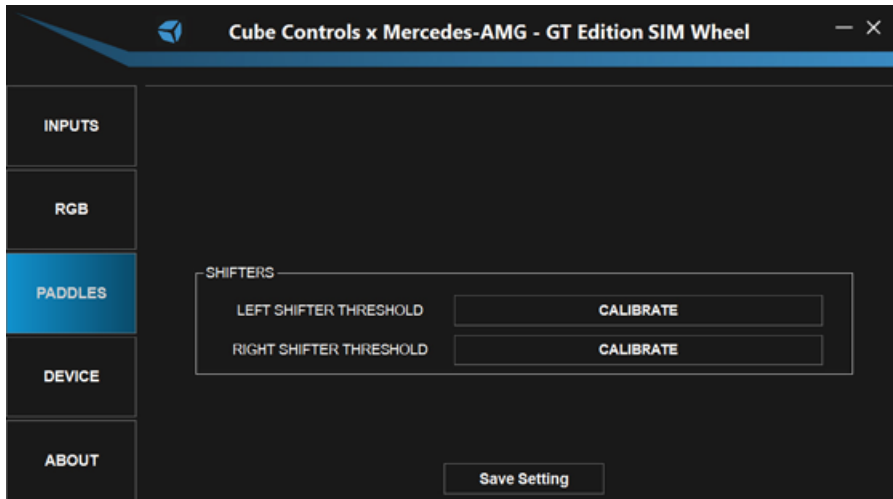 Cube Controls x Mercedes-AMG - GT Edition SIM Wheel
INPUTS
RGB
PADDLES
DEVICE
ABOUT
SHIFTERS
LEFT SHIFTER THRESHOLD CALIBRATE
RIGHT SHIFTER THRESHOLD CALIBRATE
Save Setting